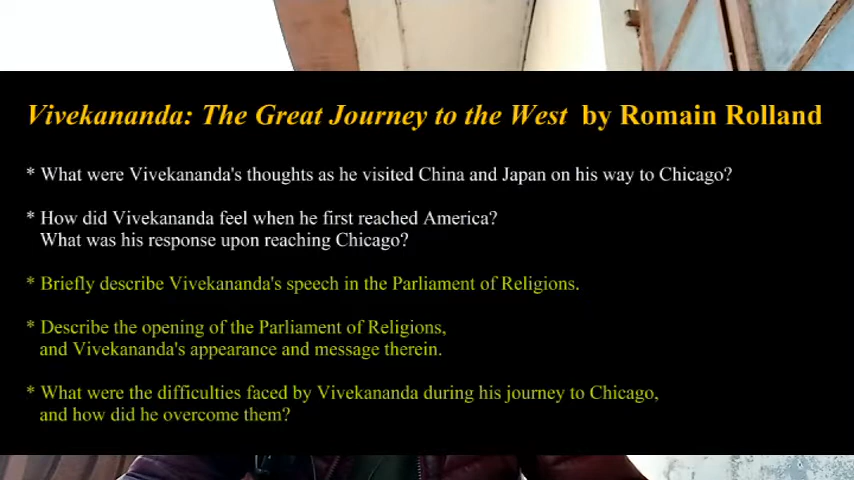 Vivekananda: The Great Journey to the West by Romain Rolland
* What were Vivekananda's thoughts as he visited China and Japan on his way to Chicago?
* How did Vivekananda feel when he first reached America?
What was his response upon reaching Chicago?
* Briefly describe Vivekananda's speech in the Parliament of Religions.
* Describe the opening of the Parliament of Religions,
and Vivekananda's appearance and message therein.
* What were the difficulties faced by Vivekananda during his journey to Chicago,
and how did he overcome them?